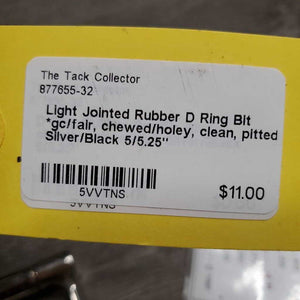 The Tack Collector
877655-32
Light Jointed Rubber D Ring Bit
*gc/fair, chewed/holey, clean, pitted
Silver/Black 5/5.25"
5VVTNS
$11.00
5VVTNS